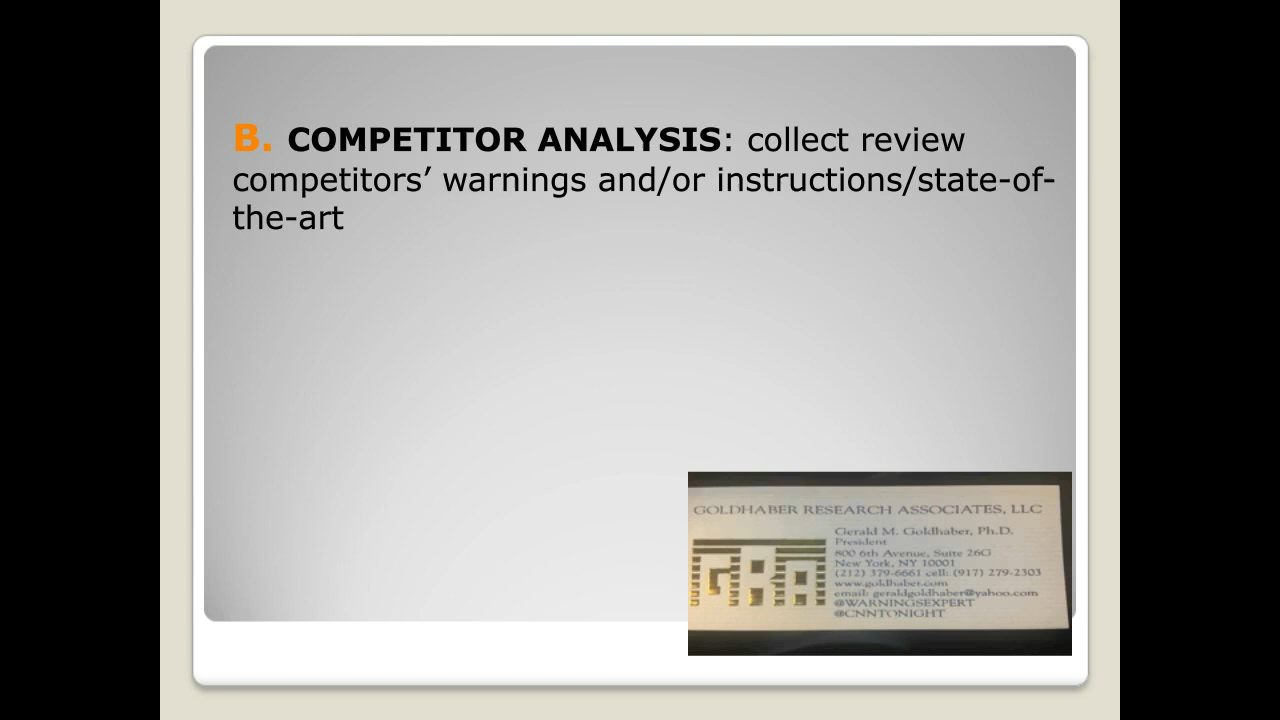 B. COMPETITOR ANALYSIS: collect review
competitors’ warnings and/or instructions/state-of-
the-art
GOLDHABER RESEARCH ASSOCIATES, LLC
Gerald M. Goldhaber, Ph.D.
President
800 6th Avenue, Suite 26G
New York, NY 10001
(212) 379-6661 cell: (917) 279-2303
www.goldhaber.com
email: geraldgoldhaber@yahoo.com
@WARNINGSEXPERT
@CNNTONIGHT
GRA